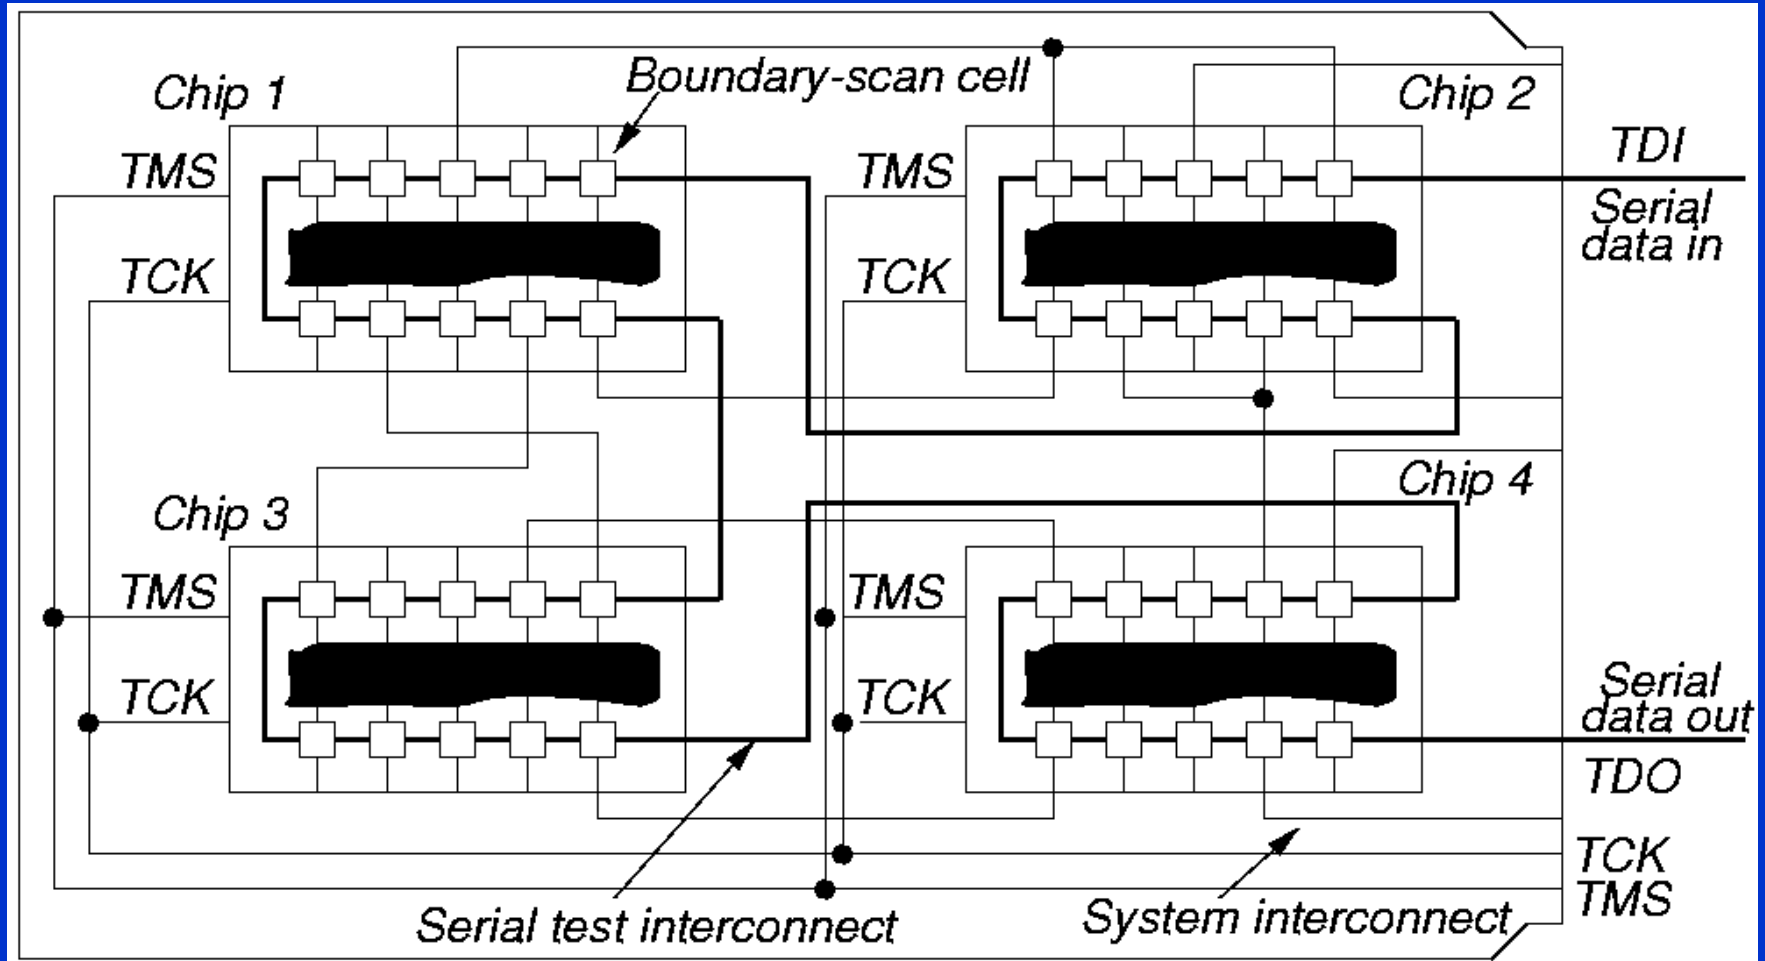 Boundary-scan cell
Chip 1
Chip 2
TDI
TMS
TMS
Serial
data in
TCK
TCK
Chip 3
Chip 4
TMS
TMS
TCK
TCK
Serial
data out
TDO
TCK
TMS
Serial test interconnect
System interconnect